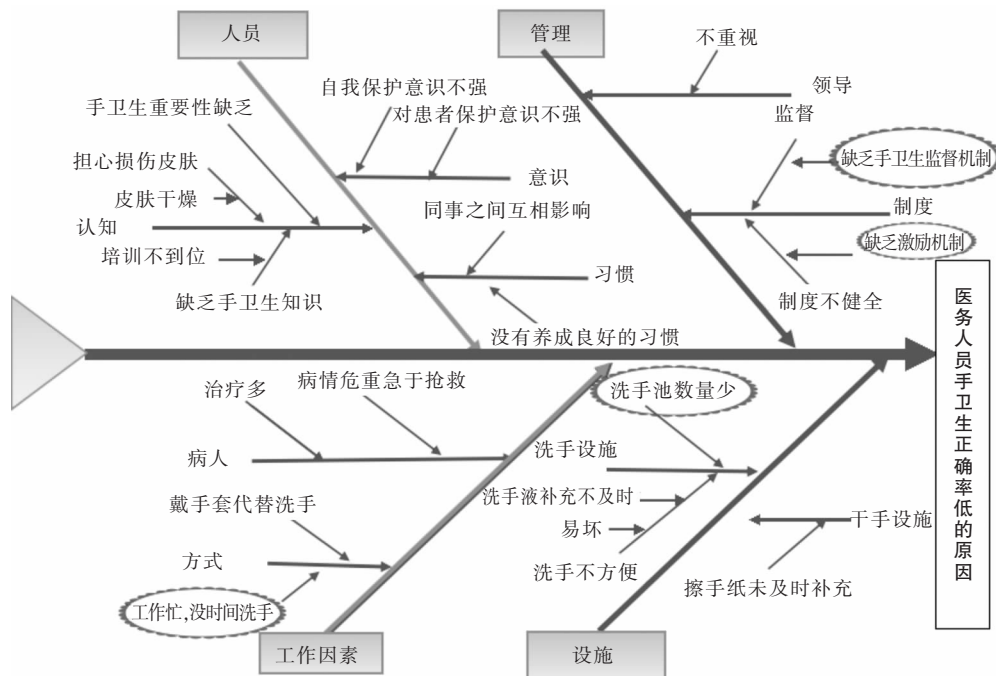 人员
管理
不重视
自我保护意识不强
领导
手卫生重要性缺乏
对患者保护意识不强
监督
担心损伤皮肤
缺乏手卫生监督机制
皮肤干燥
意识
认知
同事之间互相影响
制度
培训不到位
缺乏激励机制
习惯
缺乏手卫生知识
制度不健全
没有养成良好的习惯
医务人员手卫生正确率低的原因
治疗多
病情危重急于抢救
洗手池数量少
病人
洗手设施
戴手套代替洗手
洗手液补充不及时
干手设施
易坏
方式
洗手不方便
擦手纸未及时补充
工作忙,没时间洗手
工作因素
设施